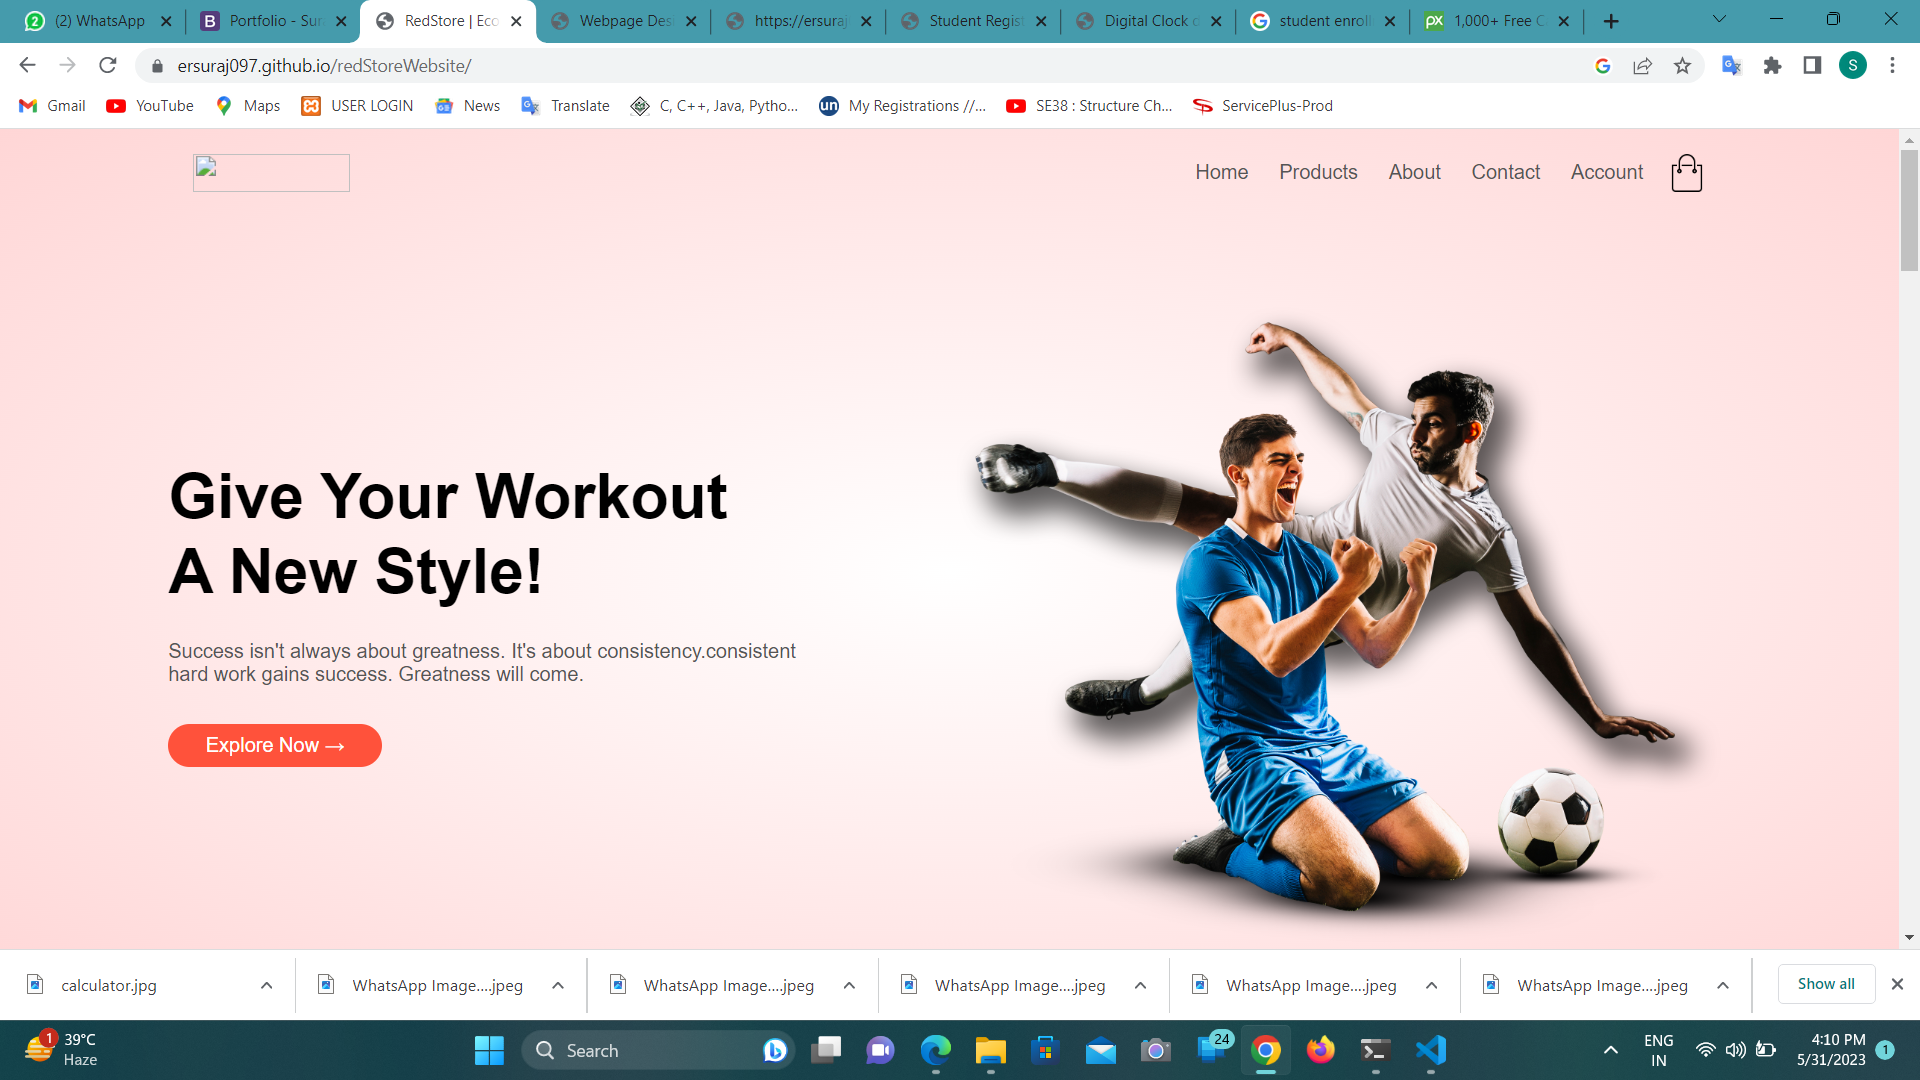 (2) WhatsApp
Portfolio - Sur
RedStore | Eco
Webpage Des
https://ersuraj
Student Regist
Digital Clock d
student enroll
1,000+ Free C
ersuraj097.github.io/redStoreWebsite/
S
Gmail
YouTube
Maps
USER LOGIN
News
Translate
C, C++, Java, Pytho...
My Registrations //...
SE38 : Structure Ch...
ServicePlus-Prod
Home
Products
About
Contact
Account
Give Your Workout
A New Style!
Success isn't always about greatness. It's about consistency.consistent
hard work gains success. Greatness will come.
Explore Now →
calculator.jpg
WhatsApp Image....jpeg
WhatsApp Image....jpeg
WhatsApp Image....jpeg
WhatsApp Image....jpeg
WhatsApp Image....jpeg
Show all
1
39°C
Haze
Search
24
ENG
IN
4:10 PM
5/31/2023
1